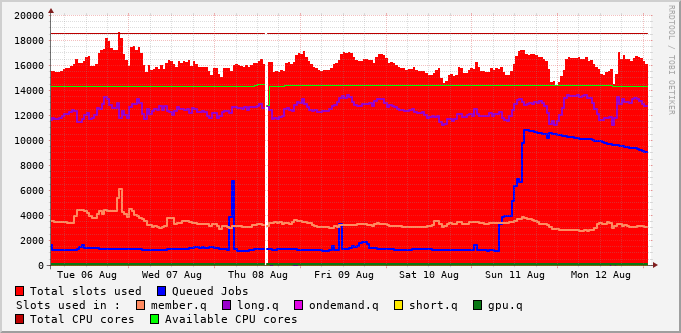 20000
18000
16000
14000
12000
10000
8000
6000
4000
2000
0
Tue 06 Aug Wed 07 Aug Thu 08 Aug Fri 09 Aug Sat 10 Aug Sun 11 Aug Mon 12 Aug
Total slots used Queued Jobs
Slots used in : member.q long.q ondemand.q short.q gpu.q
Total CPU cores Available CPU cores
RRDTOOL / TOBI OETIKER